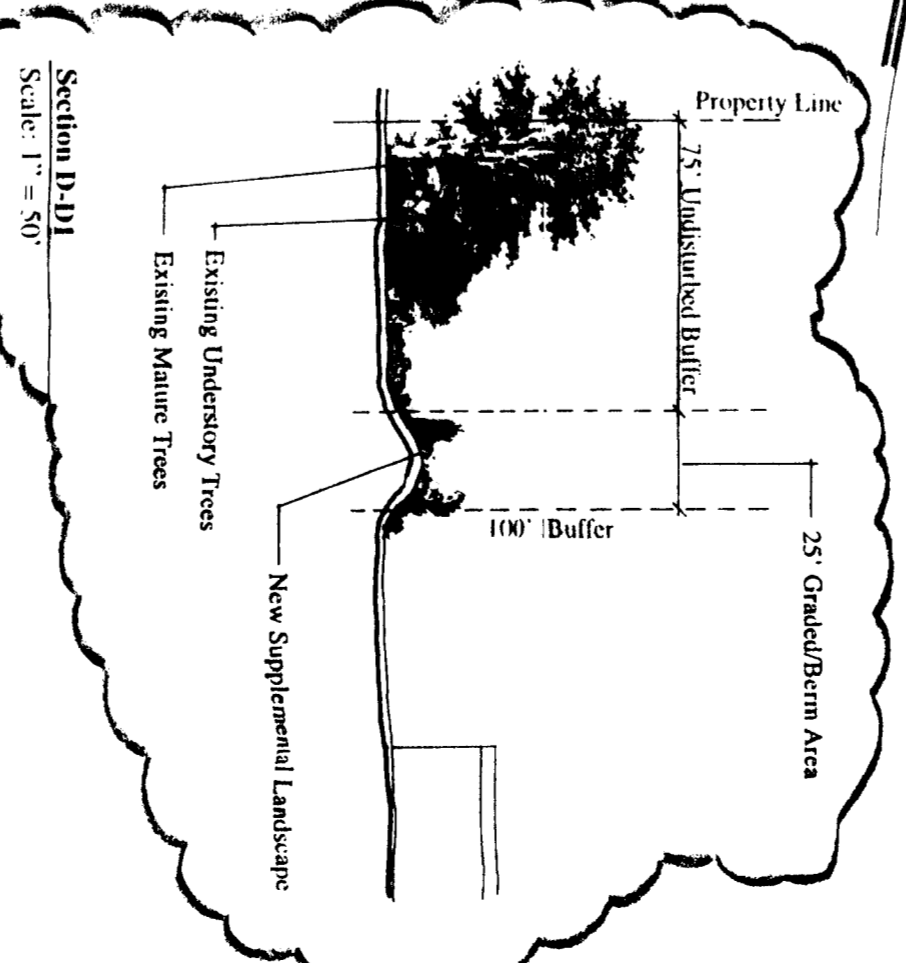 Property Line
75' Undisturbed Buffer
25' Graded/Berm Area
100' Buffer
Existing Understory Trees
Existing Mature Trees
New Supplemental Landscape
Section D-D1
Scale: 1" = 50'